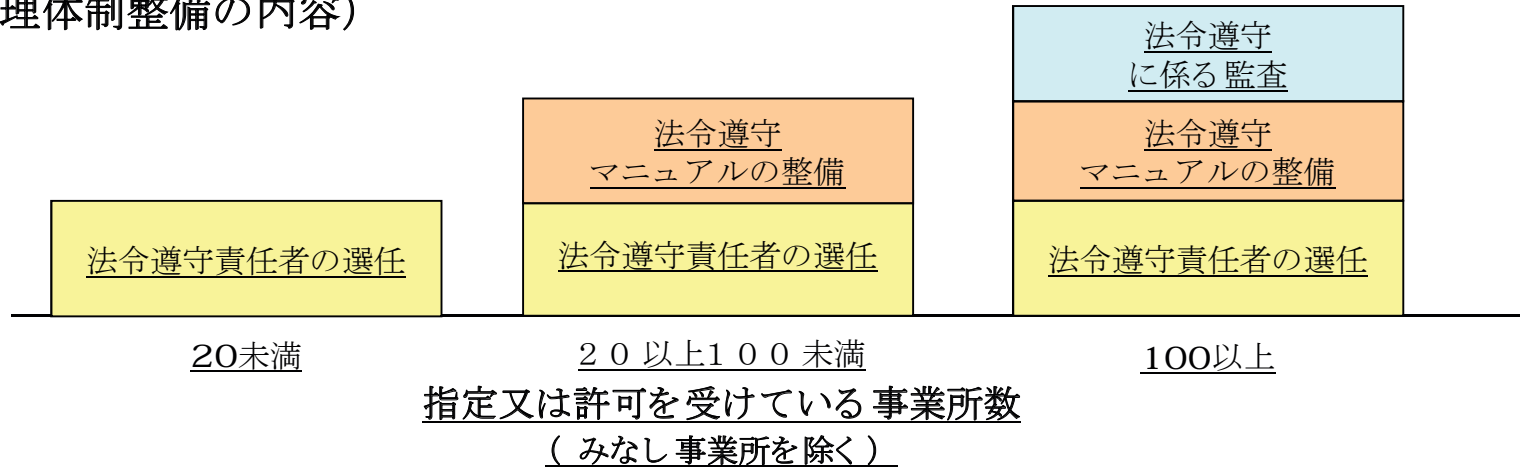 理体制整備の内容）
法令遵守
に係る監査
法令遵守
マニュアルの整備
法令遵守
マニュアルの整備
法令遵守責任者の選任
法令遵守責任者の選任
法令遵守責任者の選任
20未満
２０以上１００未満
100以上
指定又は許可を受けている事業所数
（みなし事業所を除く）